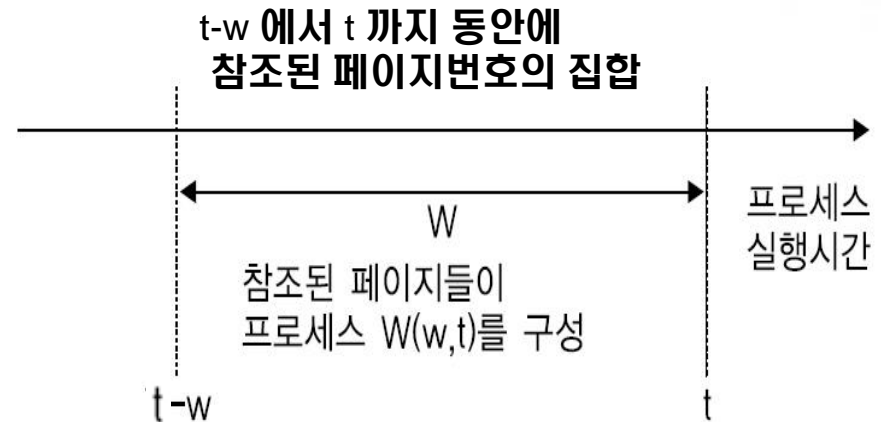 t-w 에서 t 까지 동안에
참조된 페이지번호의 집합
W
프로세스
실행시간
참조된 페이지들이
프로세스 W(w,t)를 구성
t-w
t